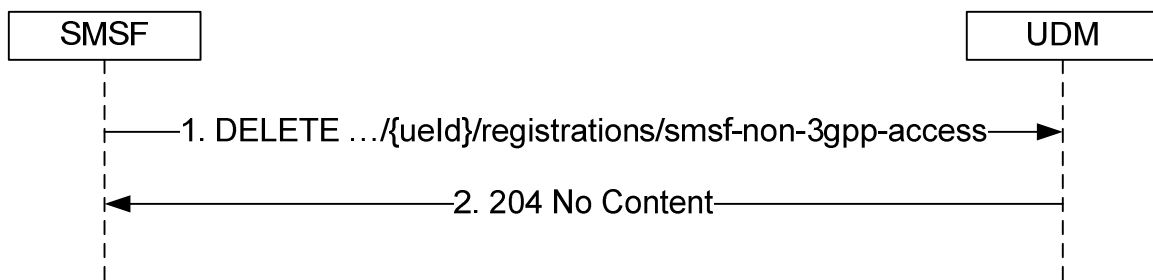 SMSF
UDM
1. DELETE …/{ueId}/registrations/smsf-non-3gpp-access
2. 204 No Content